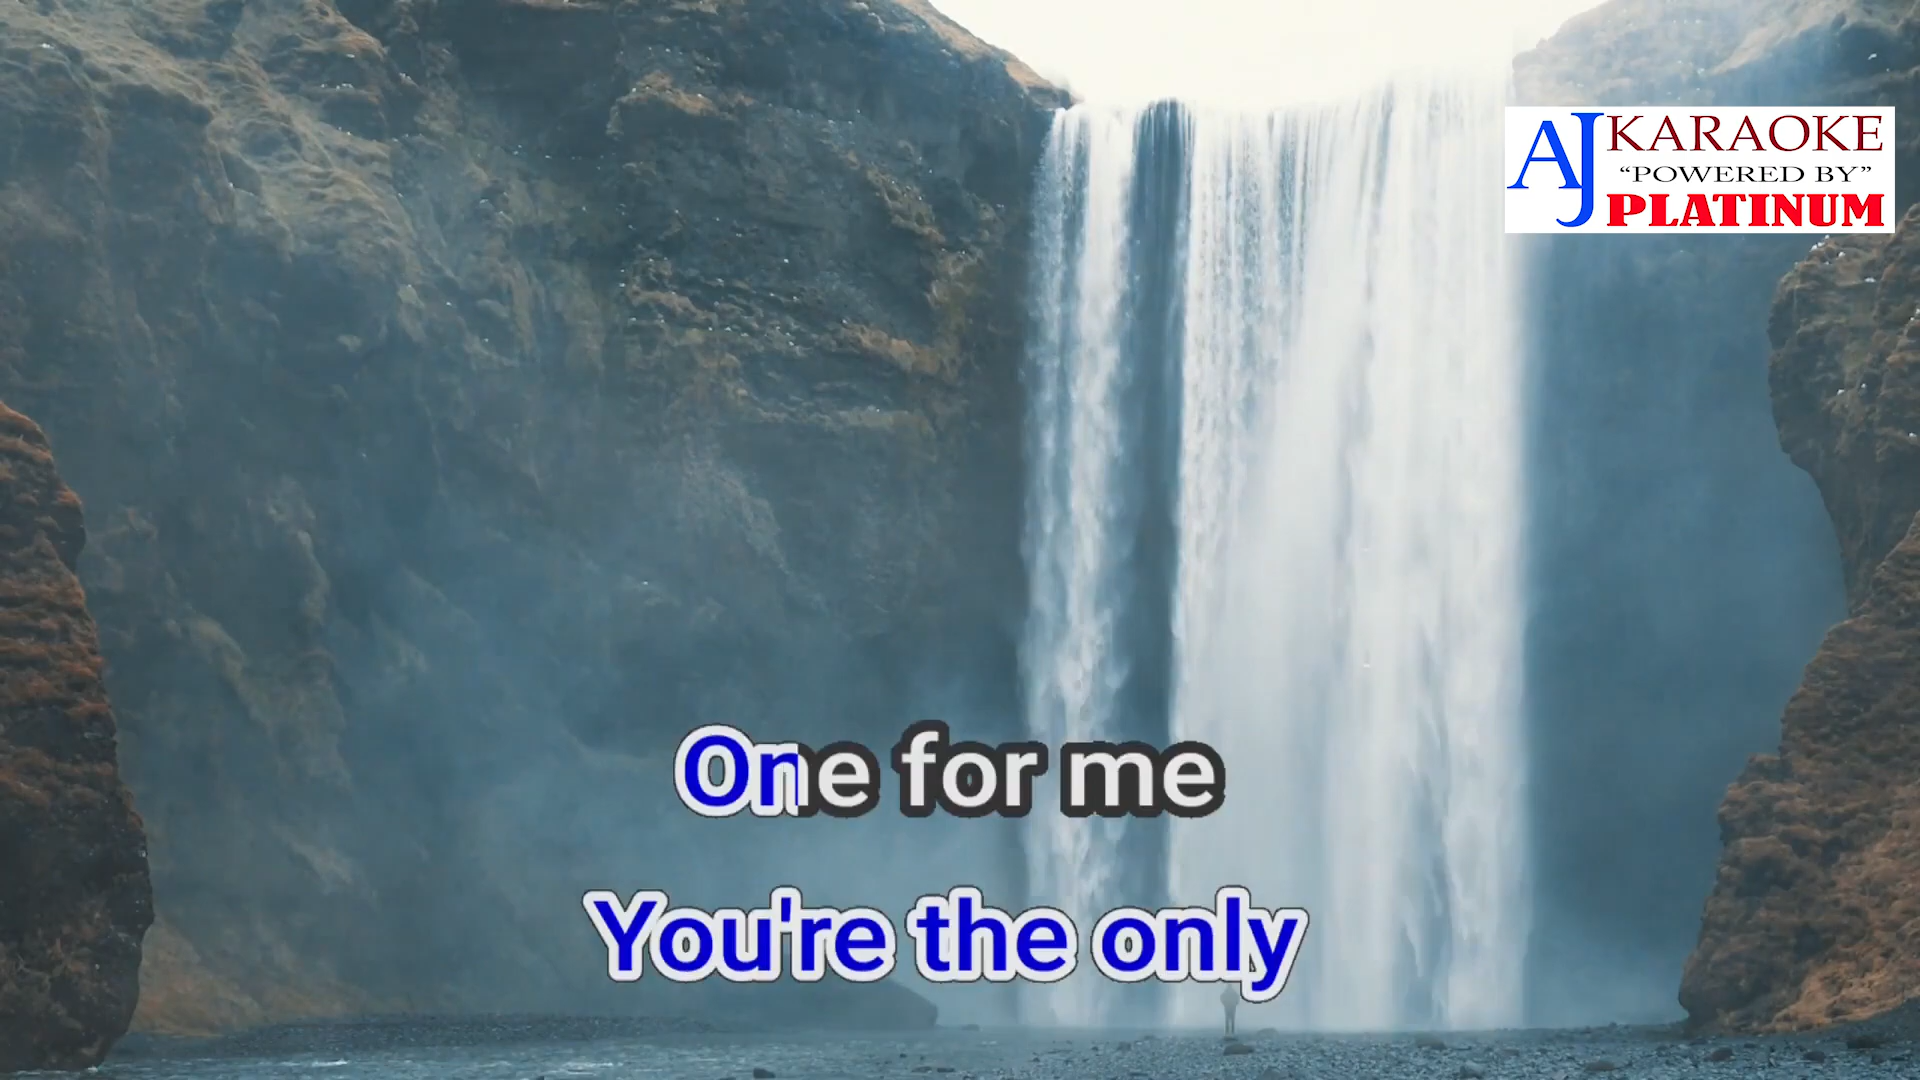 AJ KARAOKE
“POWERED BY”
PLATINUM
One for me
You're the only